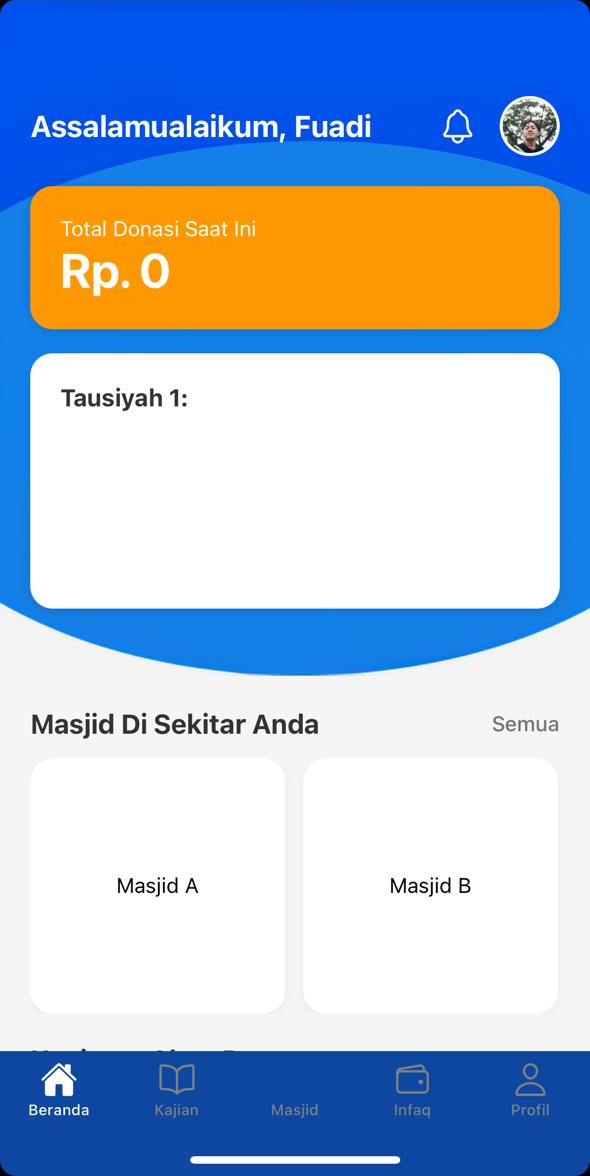 Assalamualaikum, Fuadi
Total Donasi Saat Ini
Rp. 0
Tausiyah 1:
Masjid Di Sekitar Anda
Semua
Masjid A
Masjid B
Beranda
Kajian
Masjid
Infaq
Profil